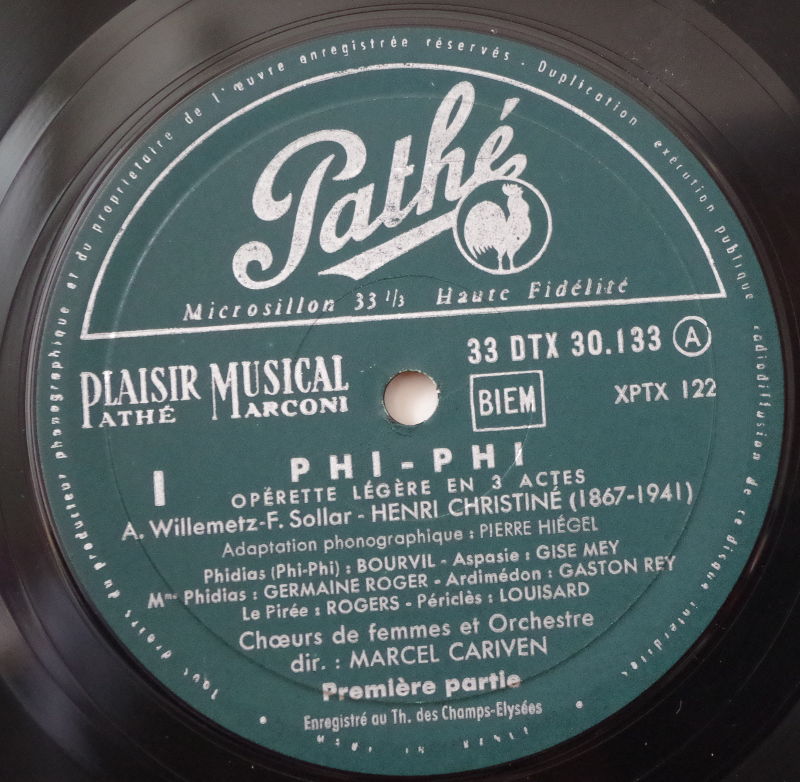 Tous droits du producteur phonographique et du propriétaire de l'œuvre enregistrée réservés - Duplication exécution publique radiodiffusion de ce disque interdites
Pathé
Microsillon 33 1/3 Haute Fidélité
33 DTX 30.133 A
PLAISIR MUSICAL
PATHÉ MARCONI
BIEM
XPTX 122
I
PHI-PHI
OPÉRETTE LÉGÈRE EN 3 ACTES
A. Willemetz-F. Sollar - HENRI CHRISTINÉ (1867-1941)
Adaptation phonographique : PIERRE HIÉGEL
Phidias (Phi-Phi) : BOURVIL - Aspasie : GISE MEY
Mme Phidias : GERMAINE ROGER - Ardimédon : GASTON REY
Le Pirée : ROGERS - Périclès : LOUISARD
Chœurs de femmes et Orchestre
dir. : MARCEL CARIVEN
Première partie
Enregistré au Th. des Champs-Elysées